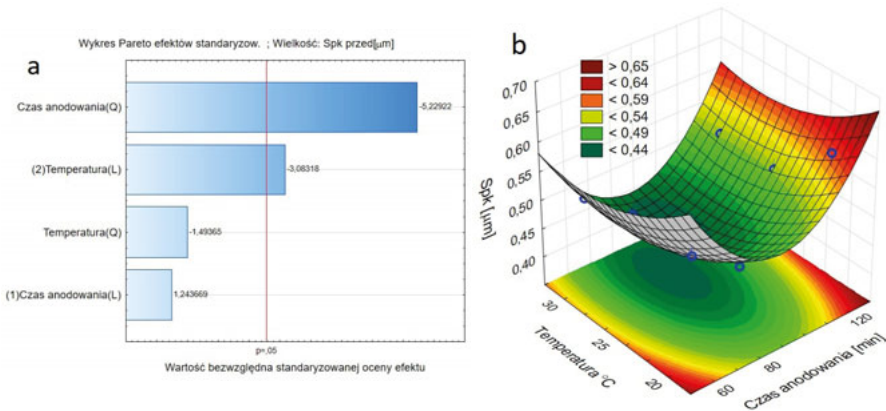 Wykres Pareto efektów standaryzow. ; Wielkość: Spk przed[µm]
a
Czas anodowania(Q)
-5,22922
(2)Temperatura(L)
-3,08318
Temperatura(Q)
-1,49365
(1)Czas anodowania(L)
1,243669
p=,05
Wartość bezwzględna standaryzowanej oceny efektu
b
> 0,65
< 0,64
< 0,59
< 0,54
< 0,49
< 0,44
0,70
0,65
0,60
0,55
0,50
0,45
0,40
Spk [µm]
30
25
20
Temperatura °C
60
80
100
120
Czas anodowania [min]